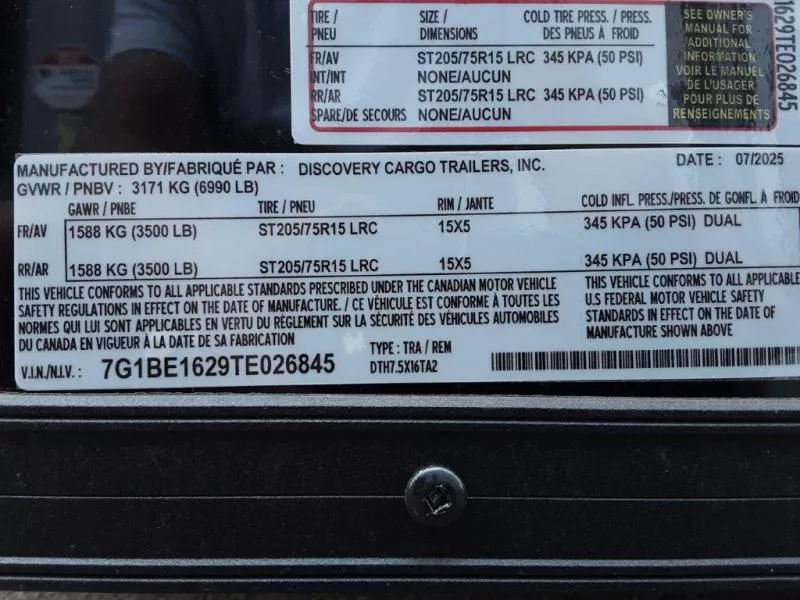 TIRE / SIZE / COLD TIRE PRESS. / PRESS.
PNEU DIMENSIONS DES PNEUS À FROID
FR/AV ST205/75R15 LRC 345 KPA (50 PSI)
INT/INT NONE/AUCUN
RR/AR ST205/75R15 LRC 345 KPA (50 PSI)
SPARE/DE SECOURS NONE/AUCUN
SEE OWNER'S
MANUAL FOR
ADDITIONAL
INFORMATION
VOIR LE MANUEL
DE L'USAGER
POUR PLUS DE
RENSEIGNEMENTS
1629TE026845
MANUFACTURED BY/FABRIQUÉ PAR : DISCOVERY CARGO TRAILERS, INC. DATE : 07/2025
GVWR / PNBV : 3171 KG (6990 LB)
GAWR / PNBE TIRE / PNEU RIM / JANTE COLD INFL. PRESS./PRESS. DE GONFL. À FROID
FR/AV 1588 KG (3500 LB) ST205/75R15 LRC 15X5 345 KPA (50 PSI) DUAL
RR/AR 1588 KG (3500 LB) ST205/75R15 LRC 15X5 345 KPA (50 PSI) DUAL
THIS VEHICLE CONFORMS TO ALL APPLICABLE STANDARDS PRESCRIBED UNDER THE CANADIAN MOTOR VEHICLE
SAFETY REGULATIONS IN EFFECT ON THE DATE OF MANUFACTURE. / CE VÉHICULE EST CONFORME À TOUTES LES
NORMES QUI LUI SONT APPLICABLES EN VERTU DU RÉGLEMENT SUR LA SÉCURITÉ DES VÉHICULES AUTOMOBILES
DU CANADA EN VIGUEUR À LA DATE DE SA FABRICATION.
THIS VEHICLE CONFORMS TO ALL APPLICABLE
U.S FEDERAL MOTOR VEHICLE SAFETY
STANDARDS IN EFFECT ON THE DATE OF
MANUFACTURE SHOWN ABOVE
V.I.N./N.I.V. : 7G1BE1629TE026845
TYPE : TRA / REM
DTH7.5X16TA2